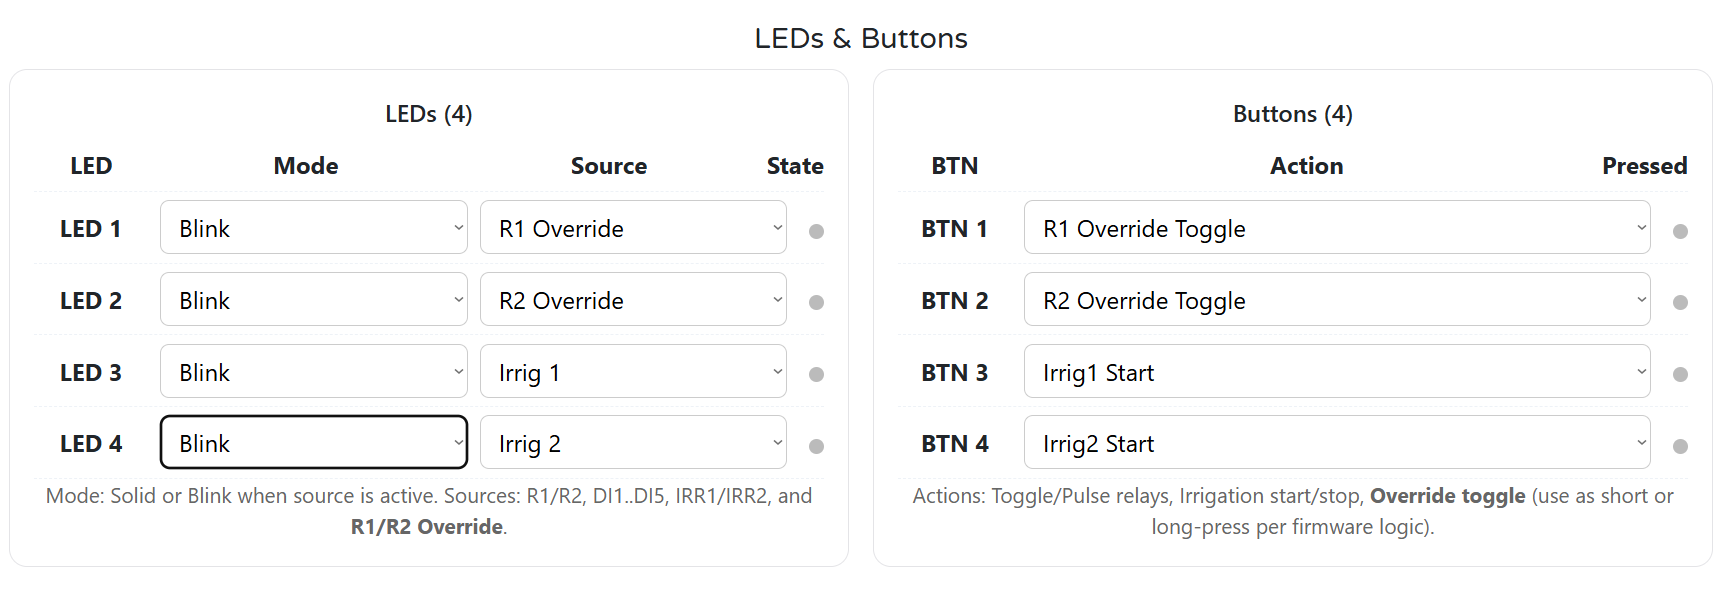 LEDs & Buttons
LEDs (4)
LED Mode Source State
LED 1 Blink R1 Override
LED 2 Blink R2 Override
LED 3 Blink Irrig 1
LED 4 Blink Irrig 2
Mode: Solid or Blink when source is active. Sources: R1/R2, DI1..DI5, IRR1/IRR2, and
R1/R2 Override.
Buttons (4)
BTN Action Pressed
BTN 1 R1 Override Toggle
BTN 2 R2 Override Toggle
BTN 3 Irrig1 Start
BTN 4 Irrig2 Start
Actions: Toggle/Pulse relays, Irrigation start/stop, Override toggle (use as short or
long-press per firmware logic).